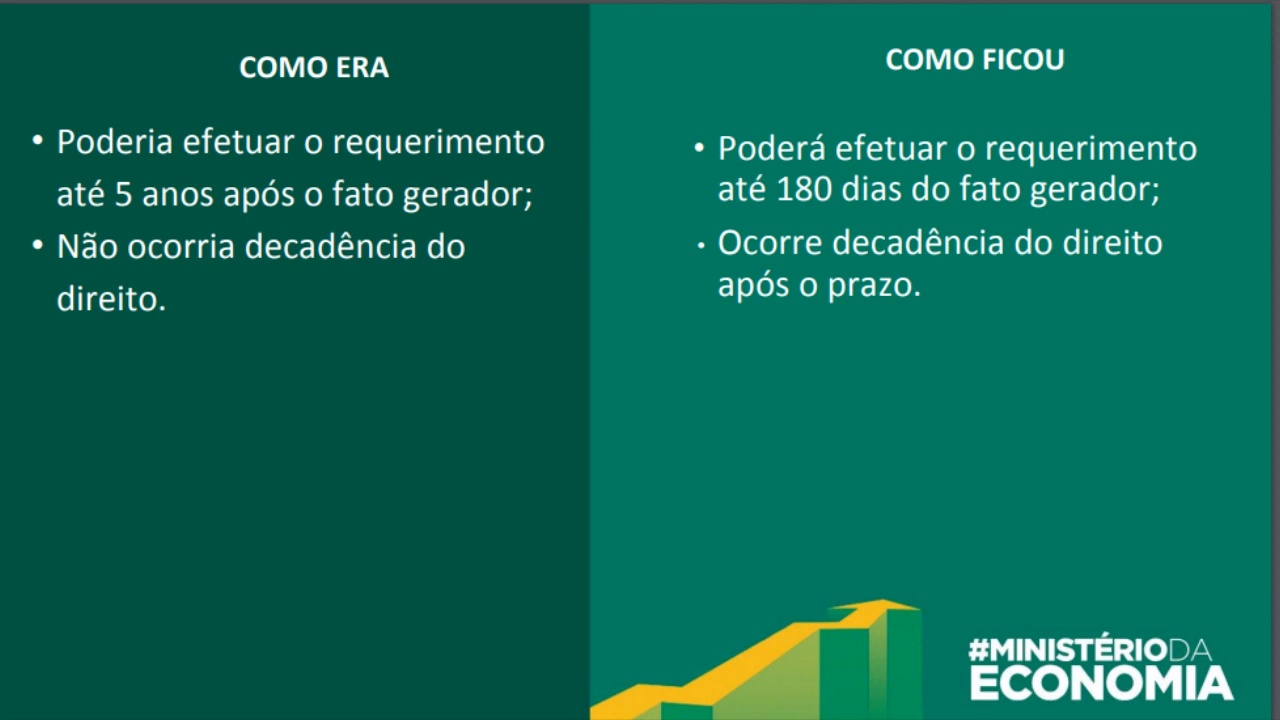 COMO ERA
• Poderia efetuar o requerimento
até 5 anos após o fato gerador;
• Não ocorria decadência do
direito.
COMO FICOU
• Poderá efetuar o requerimento
até 180 dias do fato gerador;
• Ocorre decadência do direito
após o prazo.
#MINISTÉRIODA
ECONOMIA